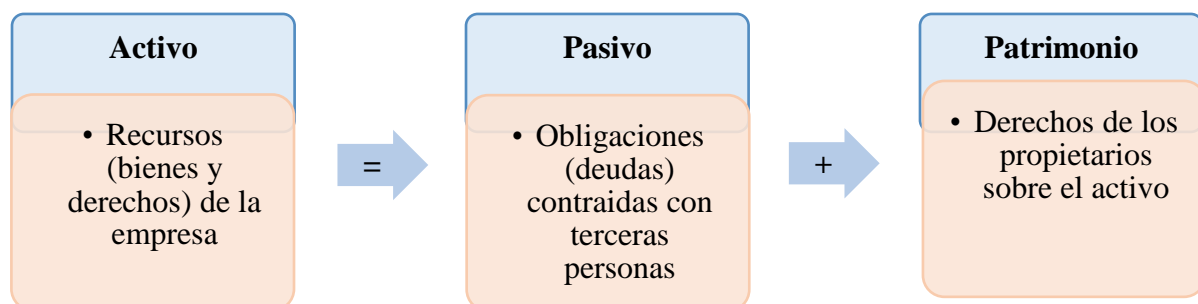 Activo
• Recursos
(bienes y
derechos) de la
empresa
=
Pasivo
• Obligaciones
(deudas)
contraidas con
terceras
personas
+
Patrimonio
• Derechos de los
propietarios
sobre el activo